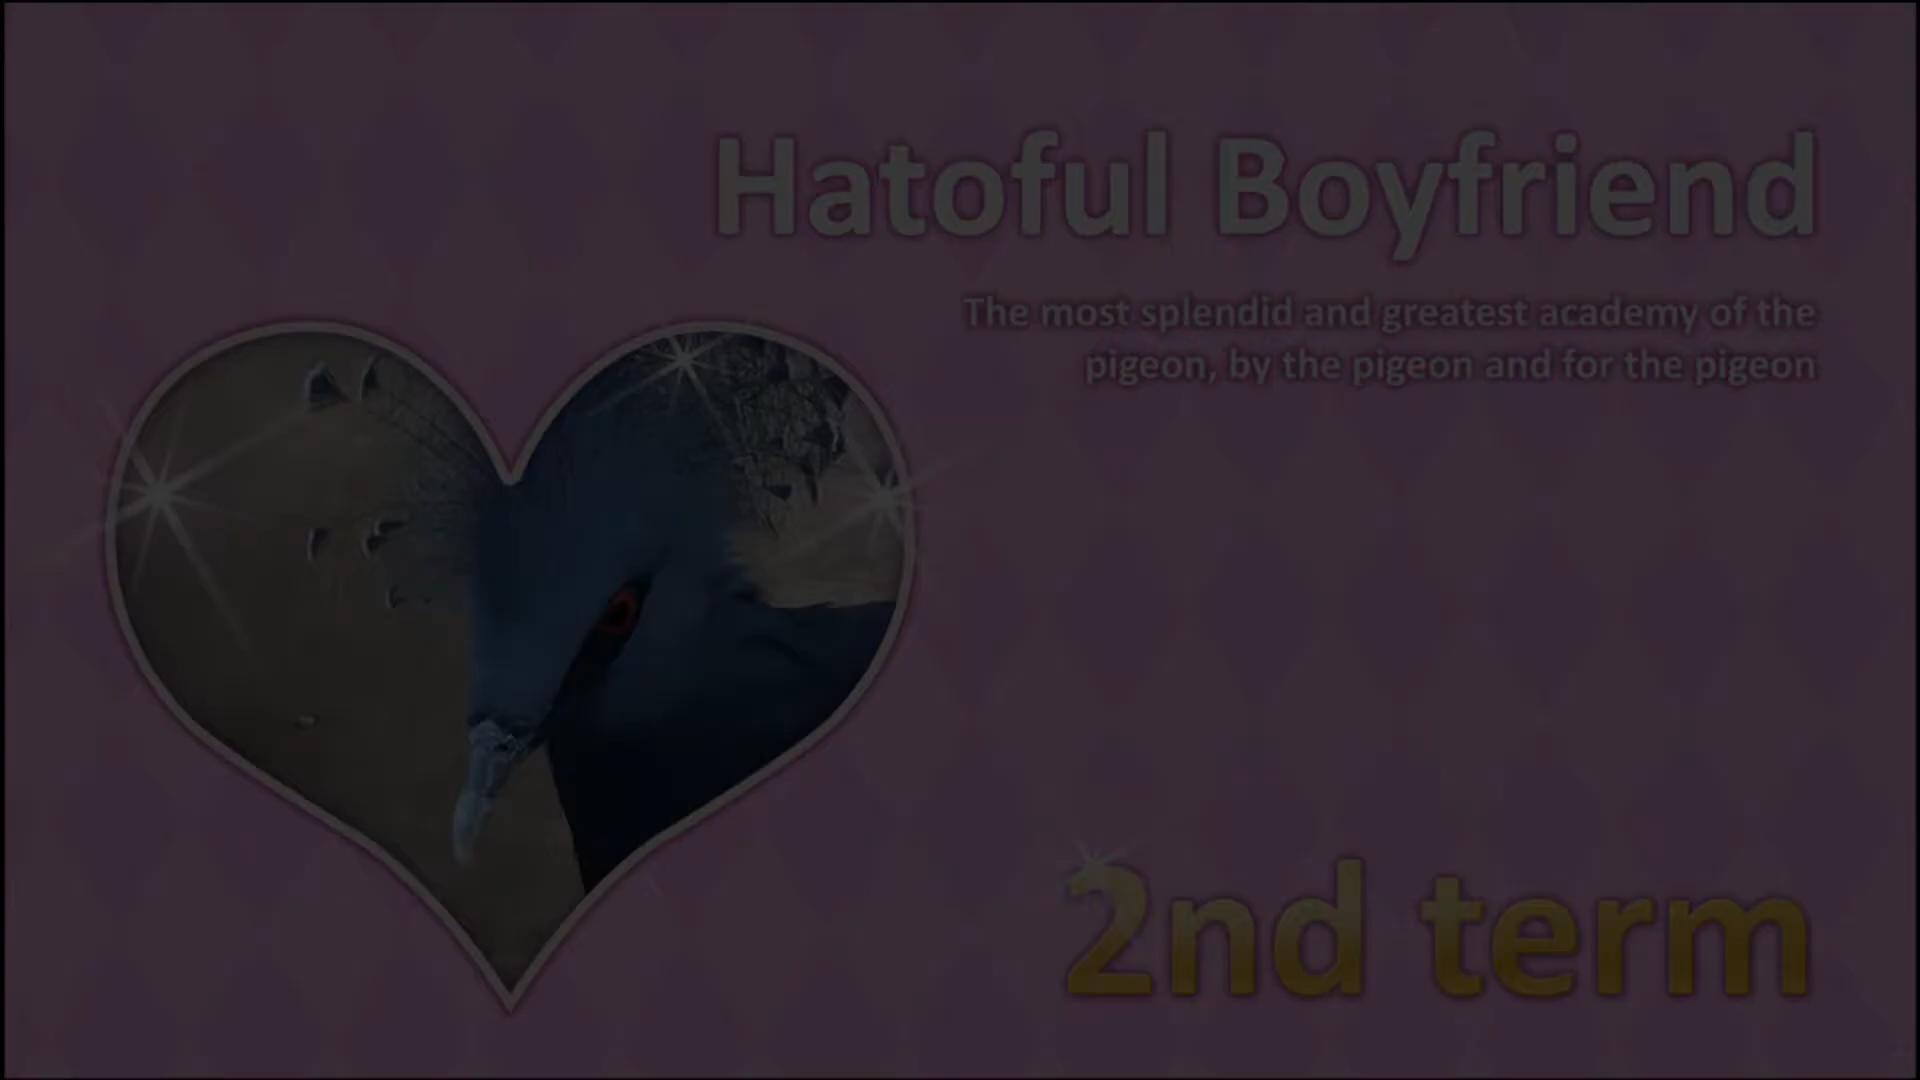 Hatoful Boyfriend
The most splendid and greatest academy of the
pigeon, by the pigeon and for the pigeon
2nd term